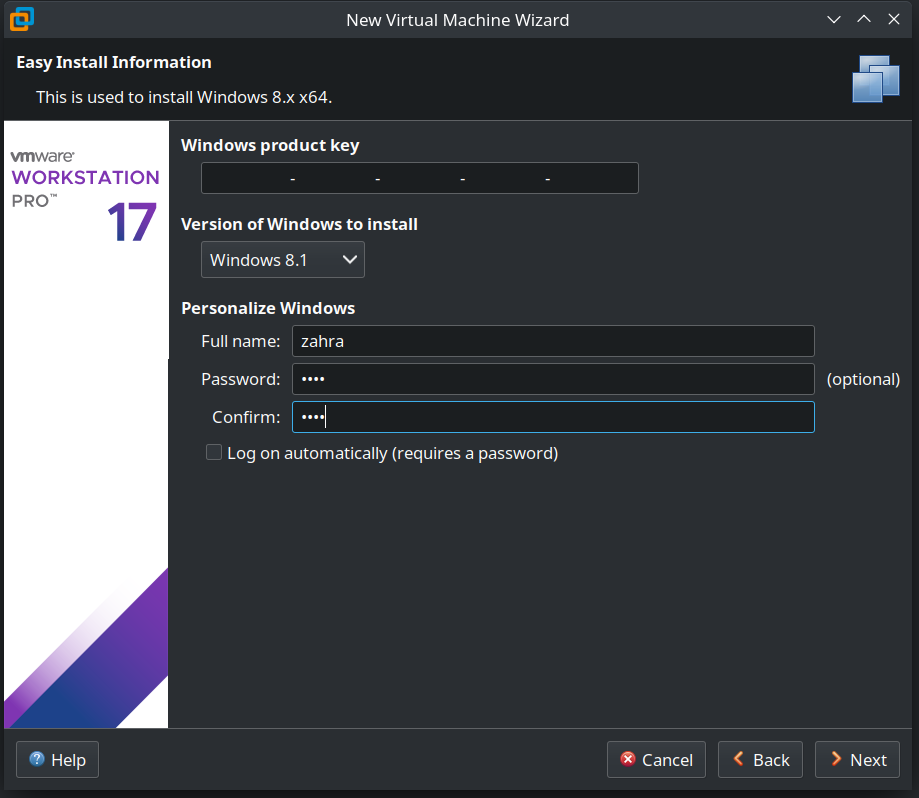 New Virtual Machine Wizard
Easy Install Information
This is used to install Windows 8.x x64.
vmware®
WORKSTATION
PRO™
17
Windows product key
- - - -
Version of Windows to install
Windows 8.1
Personalize Windows
Full name: zahra
Password: •••• (optional)
Confirm: ••••
Log on automatically (requires a password)
Help Cancel Back Next